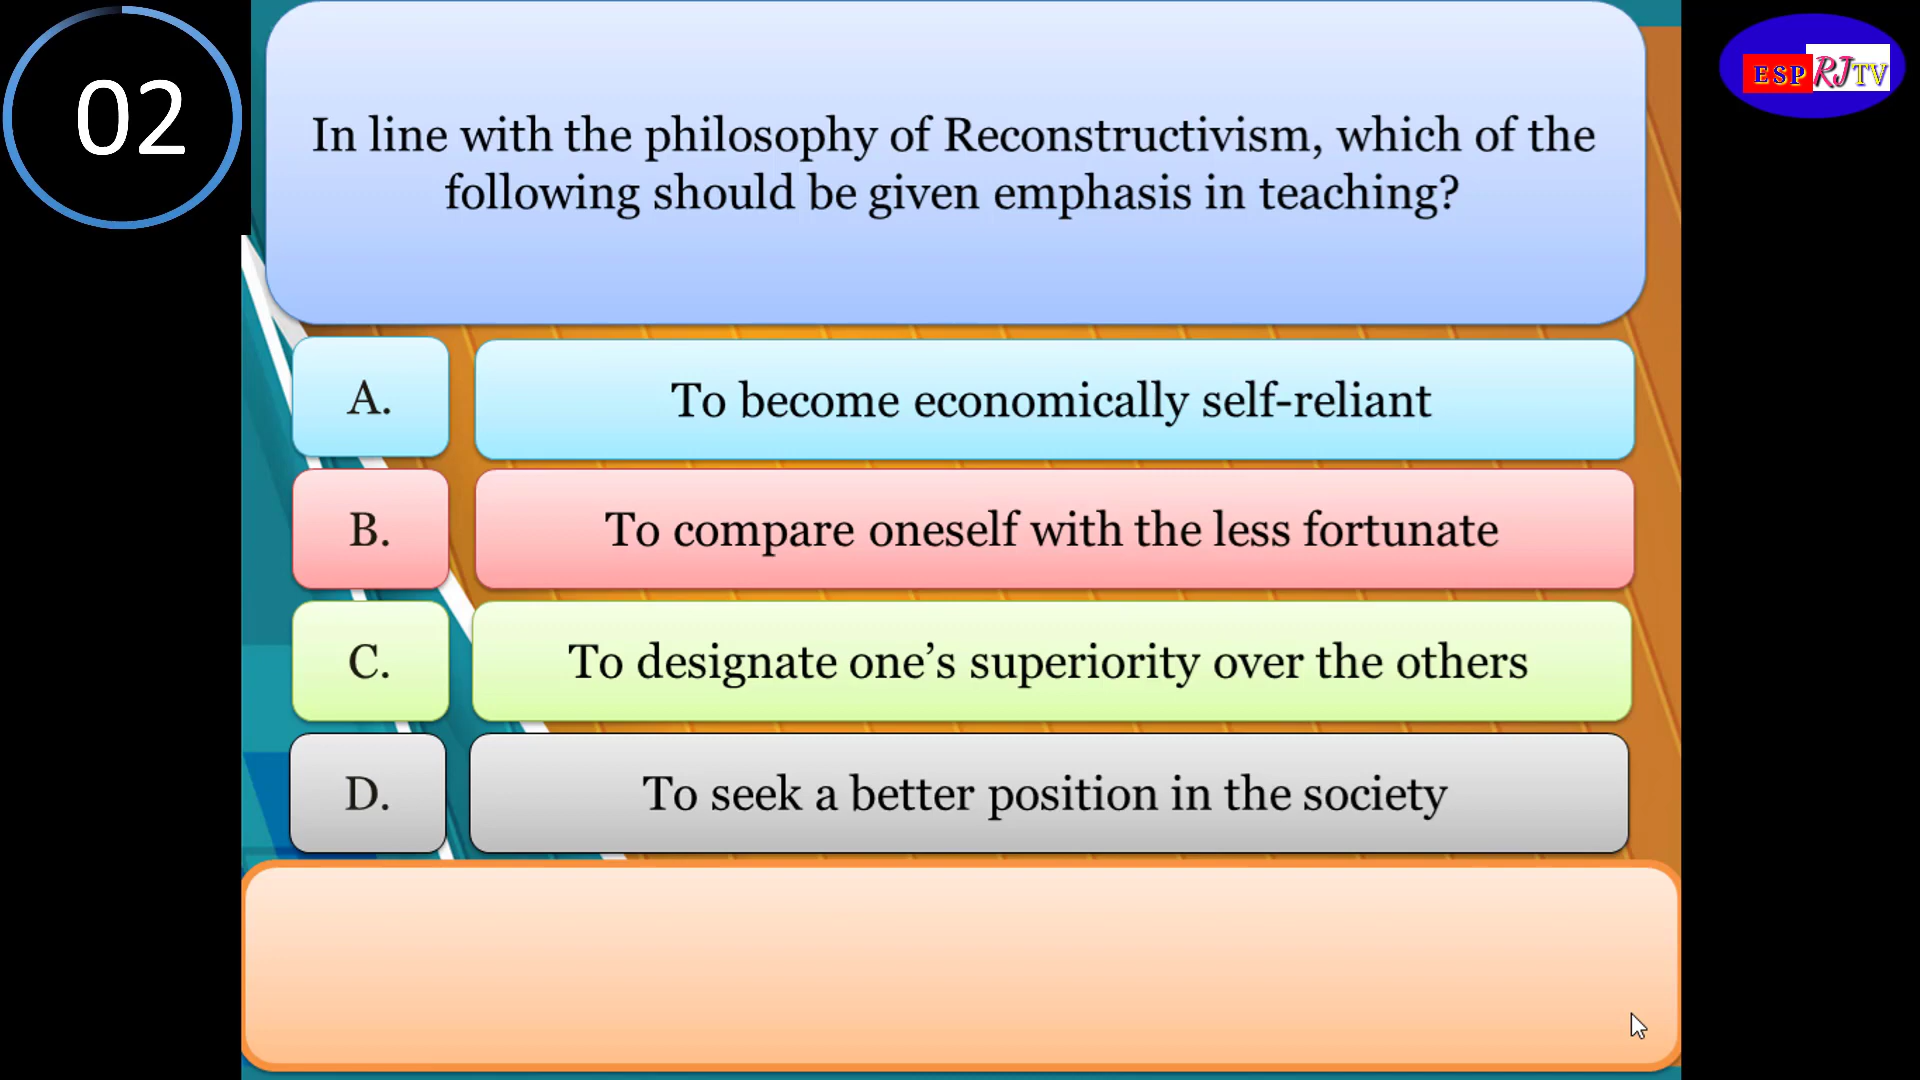 02
ESP RJ TV
In line with the philosophy of Reconstructivism, which of the
following should be given emphasis in teaching?
A. To become economically self-reliant
B. To compare oneself with the less fortunate
C. To designate one’s superiority over the others
D. To seek a better position in the society